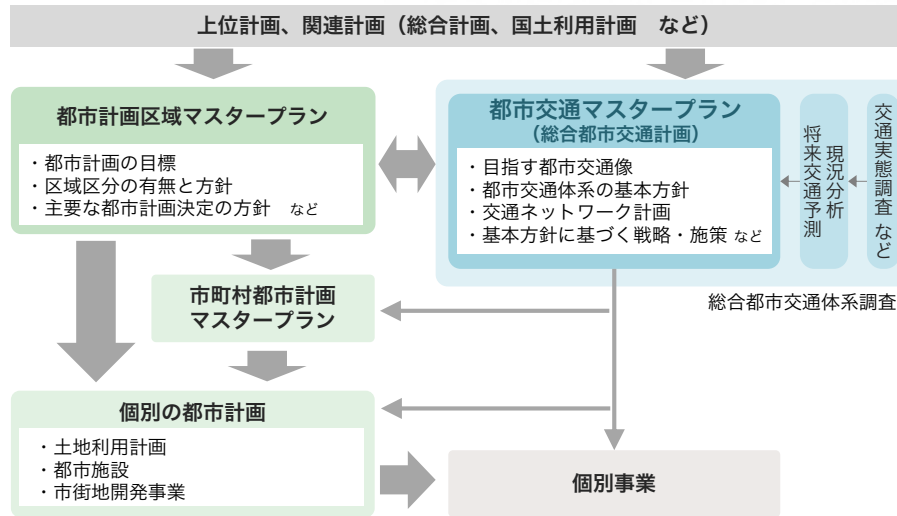 上位計画、関連計画（総合計画、国土利用計画　など）
都市計画区域マスタープラン
・都市計画の目標
・区域区分の有無と方針
・主要な都市計画決定の方針　など
都市交通マスタープラン
（総合都市交通計画）
・目指す都市交通像
・都市交通体系の基本方針
・交通ネットワーク計画
・基本方針に基づく戦略・施策 など
現況分析
将来交通予測
交通実態調査 など
総合都市交通体系調査
市町村都市計画
マスタープラン
個別の都市計画
・土地利用計画
・都市施設
・市街地開発事業
個別事業